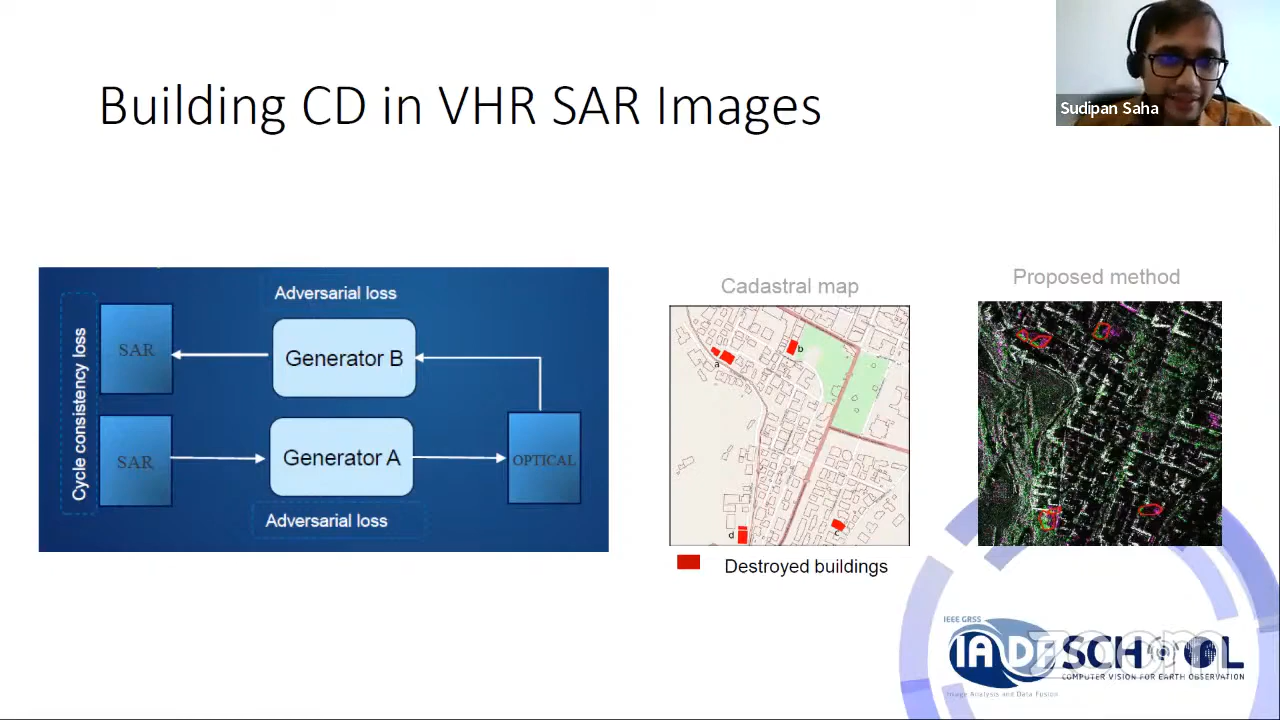 Building CD in VHR SAR Images
Sudipan Saha
Adversarial loss
Cycle consistency loss
SAR
Generator B
SAR
Generator A
OPTICAL
Adversarial loss
Cadastral map
a
b
c
d
Destroyed buildings
Proposed method
IEEE GRSS
IADF SCHOOL
COMPUTER VISION FOR EARTH OBSERVATION
Image Analysis and Data Fusion
zoom